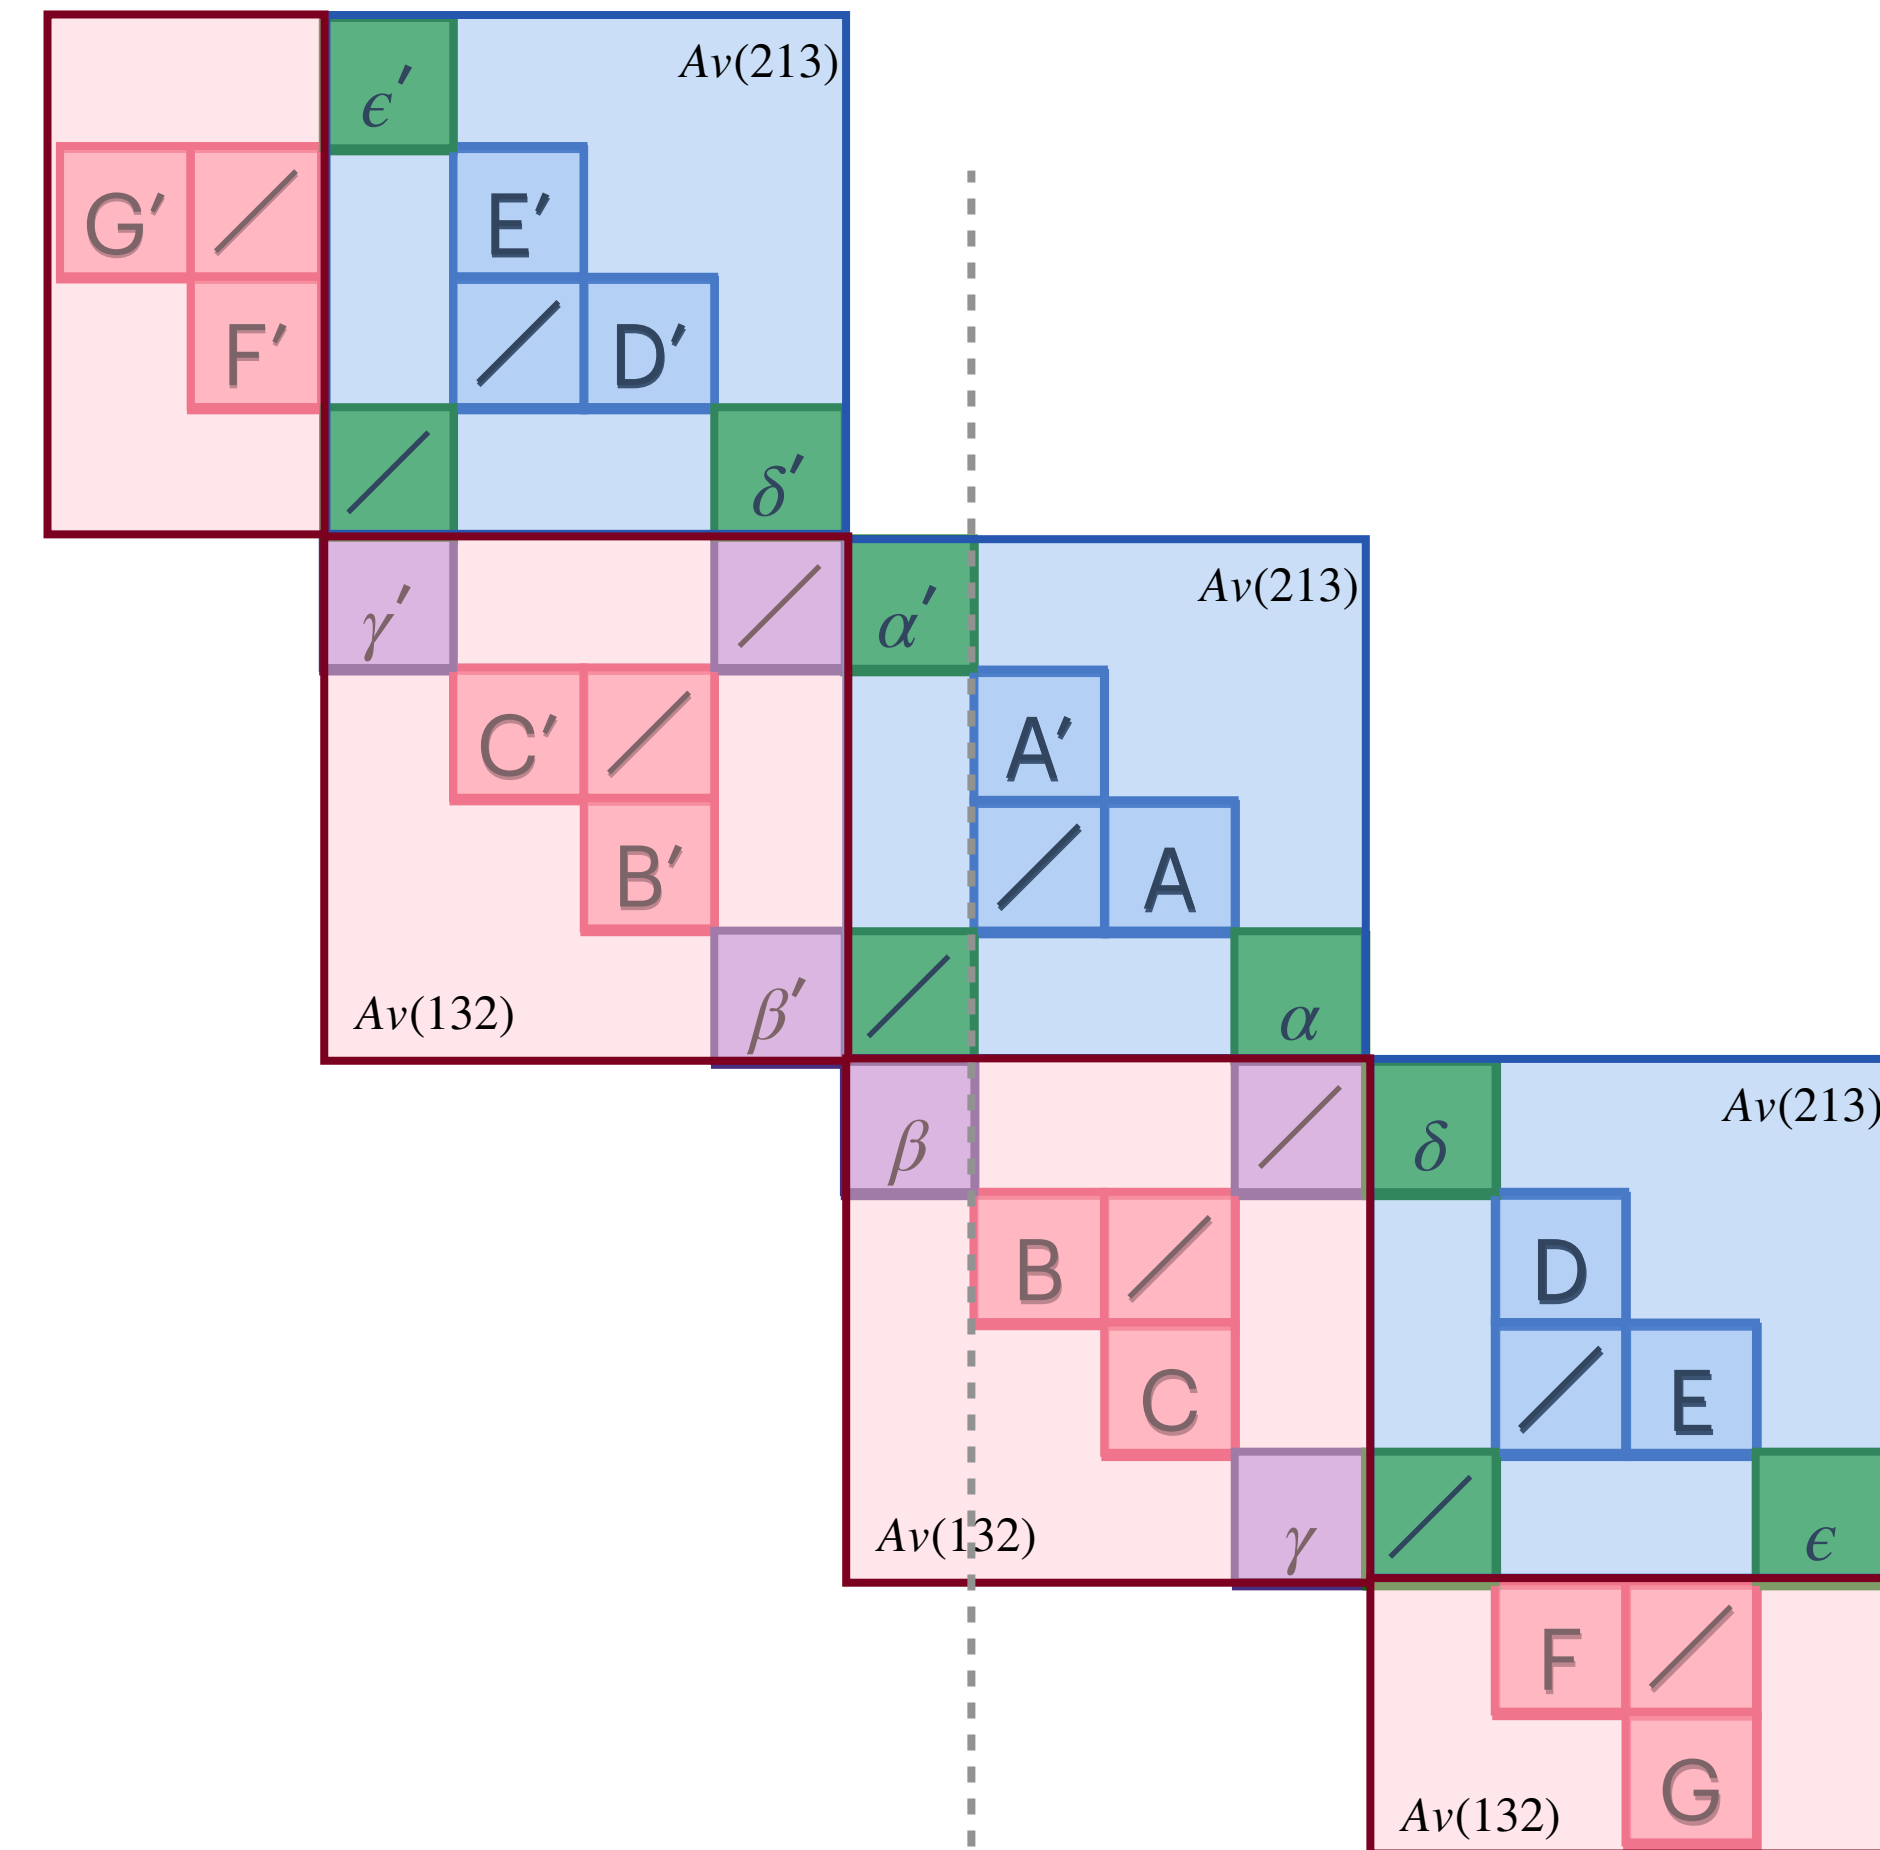 ϵ′ Av(213)
G′ E′
F′ D′
δ′
γ′ α′ Av(213)
C′ A′
B′ A
Av(132) β′ α
β δ Av(213)
B D
C E
Av(132) γ ϵ
F
G
Av(132)